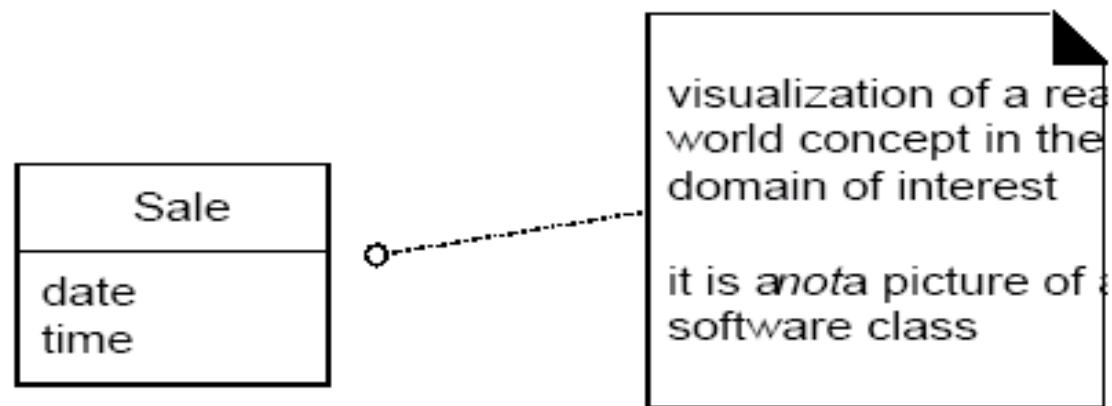 Sale
date
time
visualization of a rea
world concept in the
domain of interest
it is anota picture of a
software class